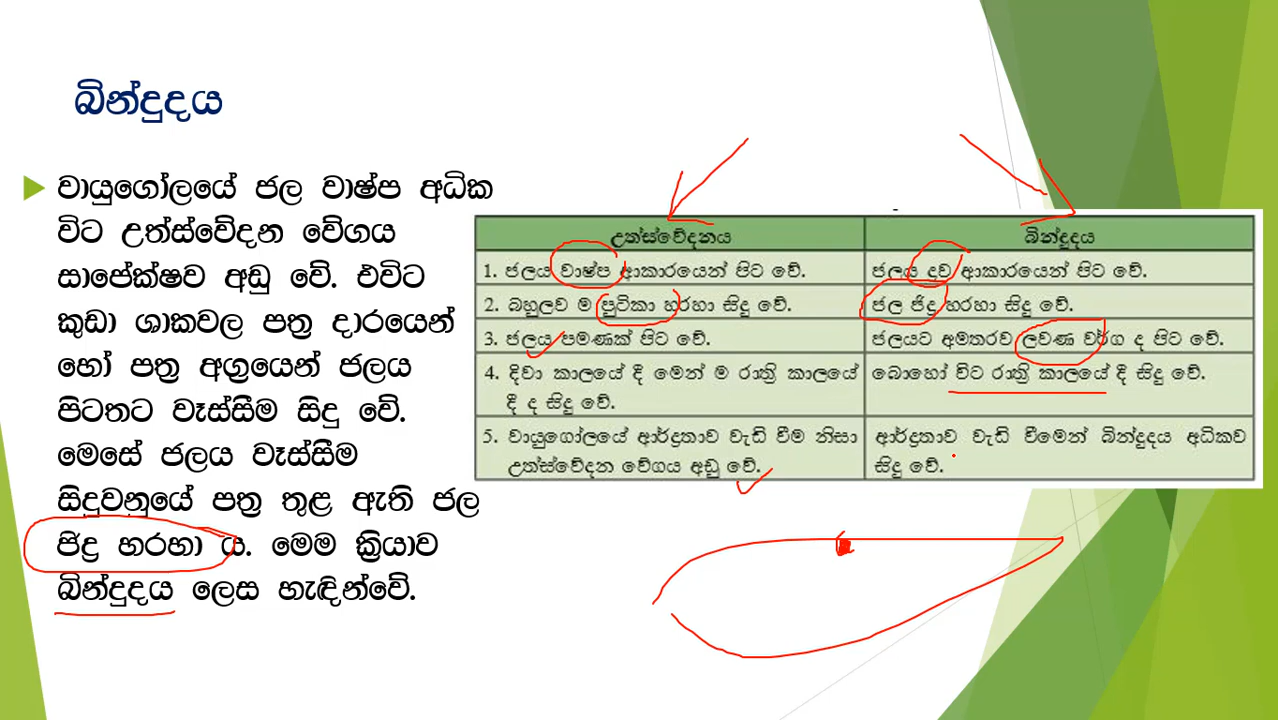 බින්දුදය
වායුගෝලයේ ජල වාෂ්ප අධික
විට උත්ස්වේදන වේගය
සාපේක්ෂව අඩු වේ. එවිට
කුඩා ශාකවල පත්‍ර දාරයෙන්
හෝ පත්‍ර අග්‍රයෙන් ජලය
පිටතට වෑස්සීම සිදු වේ.
මෙසේ ජලය වෑස්සීම
සිදුවනුයේ පත්‍ර තුළ ඇති ජල
ජිද්‍ර හරහා ය. මෙම ක්‍රියාව
බින්දුදය ලෙස හැඳින්වේ.
උත්ස්වේදනය බින්දුදය
1. ජලය වාෂ්ප ආකාරයෙන් පිට වේ. ජලය ද්‍රව ආකාරයෙන් පිට වේ.
2. බහුලව ම පුටිකා හරහා සිදු වේ. ජල ජිද්‍ර හරහා සිදු වේ.
3. ජලය පමණක් පිට වේ. ජලයට අමතරව ලවණ වර්ග ද පිට වේ.
4. දිවා කාලයේ දී මෙන් ම රාත්‍රි කාලයේ බොහෝ විට රාත්‍රි කාලයේ දී සිදු වේ.
දී ද සිදු වේ.
5. වායුගෝලයේ ආර්ද්‍රතාව වැඩි වීම නිසා ආර්ද්‍රතාව වැඩි වීමෙන් බින්දුදය අධිකව
උත්ස්වේදන වේගය අඩු වේ. සිදු වේ.